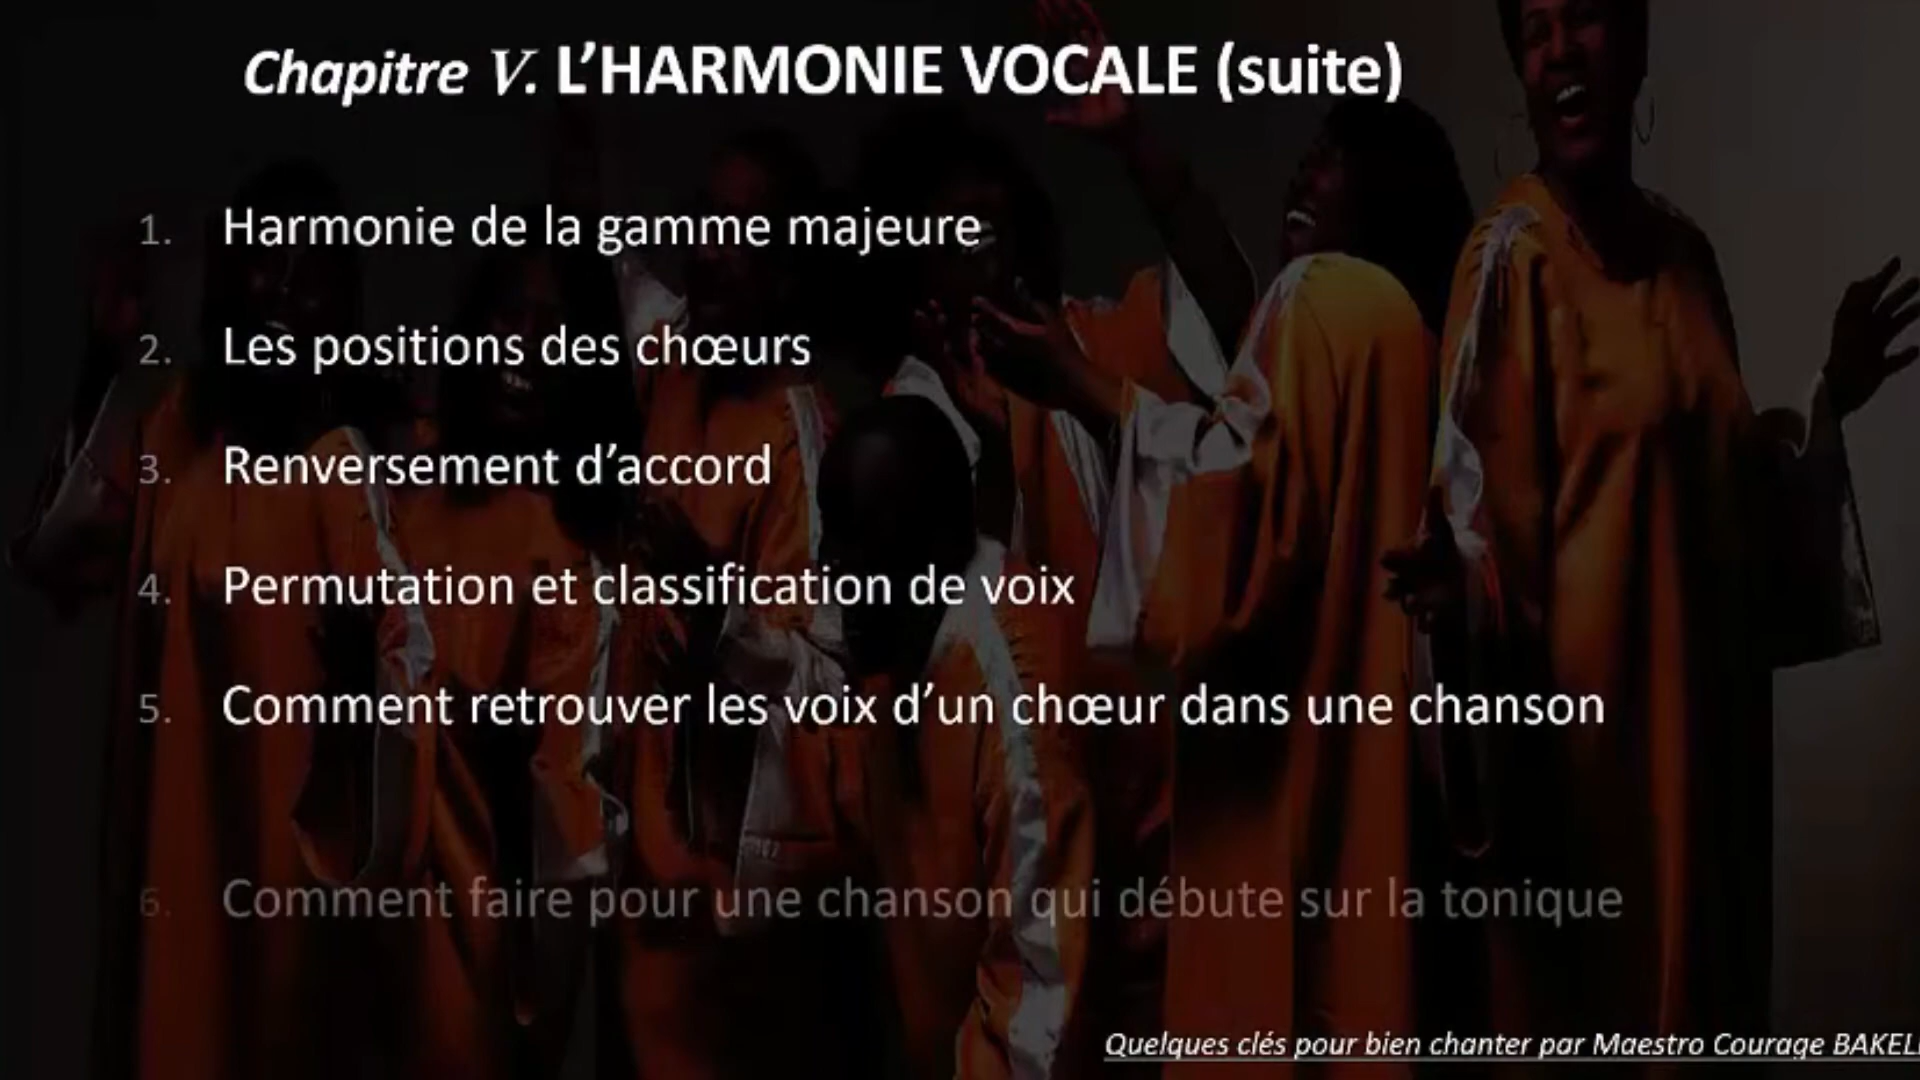 Chapitre V. L'HARMONIE VOCALE (suite)
1. Harmonie de la gamme majeure
2. Les positions des chœurs
3. Renversement d'accord
4. Permutation et classification de voix
5. Comment retrouver les voix d'un chœur dans une chanson
6. Comment faire pour une chanson qui débute sur la tonique
Quelques clés pour bien chanter par Maestro Courage